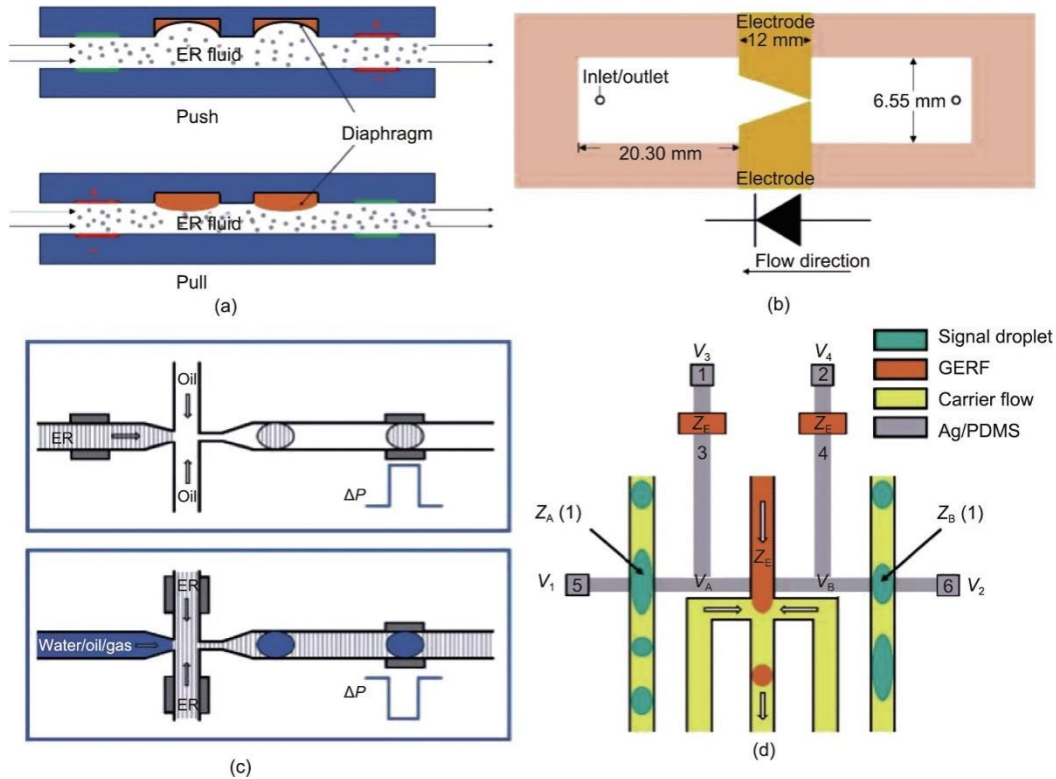 ER fluid
+
−
Push
Diaphragm
+
ER fluid
−
Pull
(a)
Electrode
12 mm
Inlet/outlet
6.55 mm
20.30 mm
Electrode
Flow direction
(b)
Oil
ER
Oil
ΔP
ER
Water/oil/gas
ER
ΔP
(c)
Signal droplet
GERF
Carrier flow
Ag/PDMS
V3
V4
1
2
ZE
ZE
3
4
ZA (1)
ZB (1)
ZE
V1
5
VA
VB
6
V2
(d)